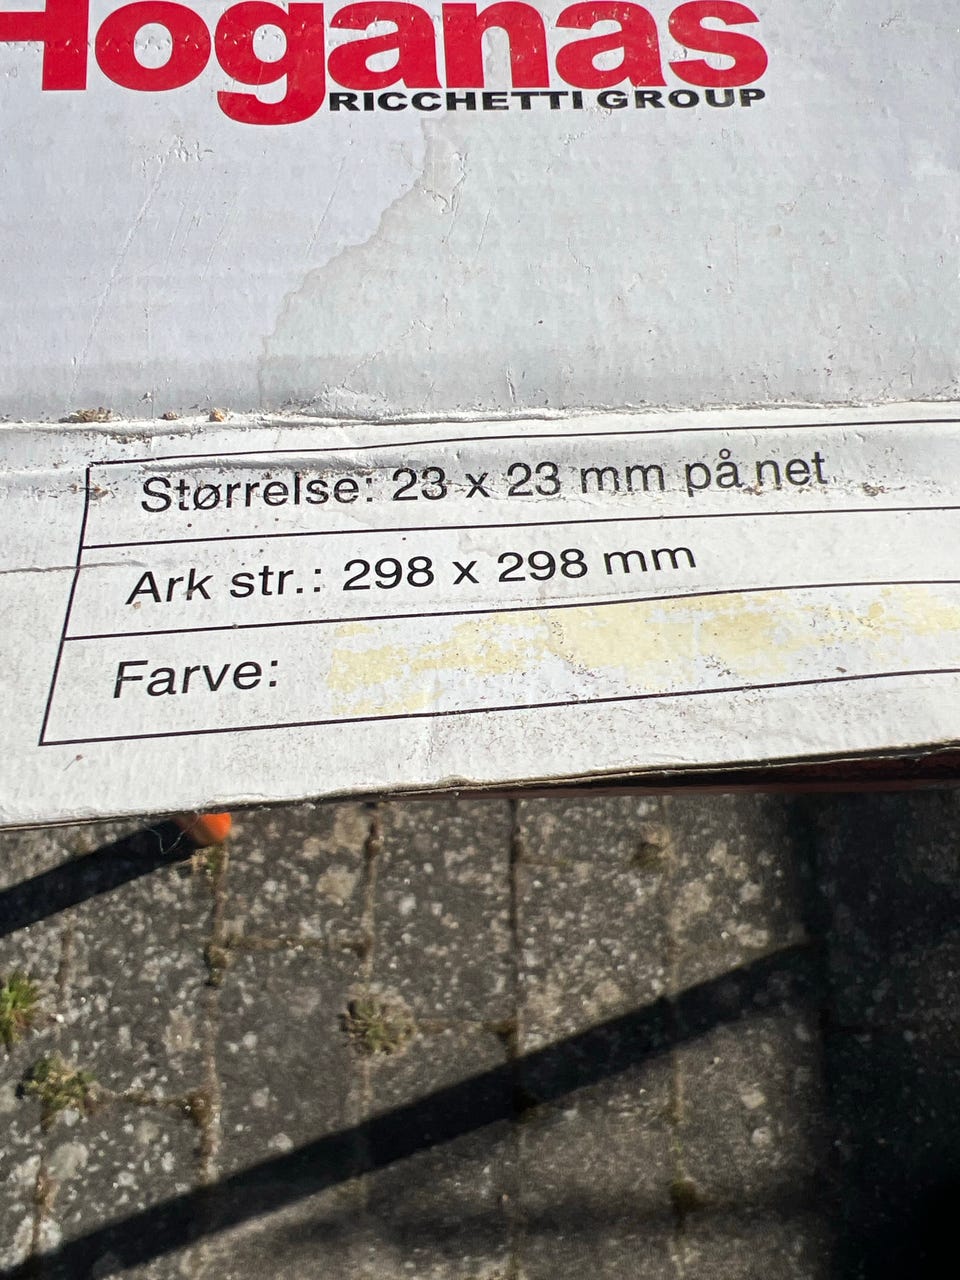 Hoganas
RICCHETTI GROUP
Størrelse: 23 x 23 mm på net
Ark str.: 298 x 298 mm
Farve: